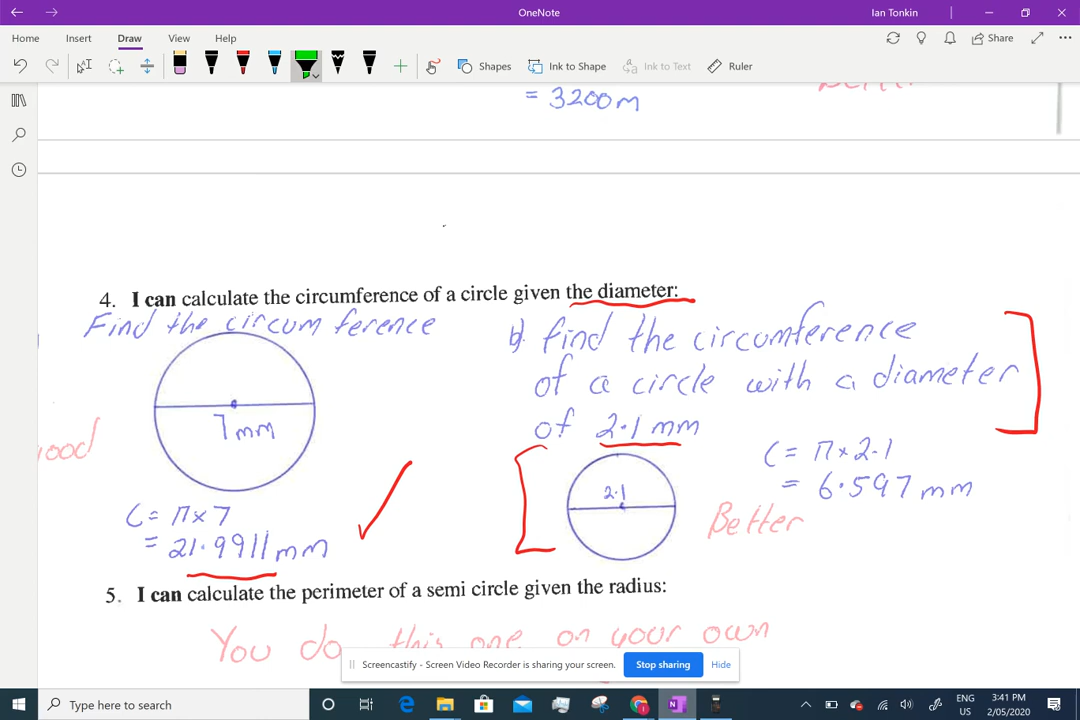 OneNote
Ian Tonkin
Home Insert Draw View Help
Share
Shapes Ink to Shape Ink to Text Ruler
= 3200m
4. I can calculate the circumference of a circle given the diameter:
Find the circumference
7mm
C = π×7
= 21.9911mm
b). find the circumference
of a circle with a diameter
of 2.1 mm
2.1
C = π×2.1
= 6.597mm
Better
5. I can calculate the perimeter of a semi circle given the radius:
You do this one on your own
Screencastify - Screen Video Recorder is sharing your screen. Stop sharing Hide
Type here to search
ENG
US
3:41 PM
2/05/2020